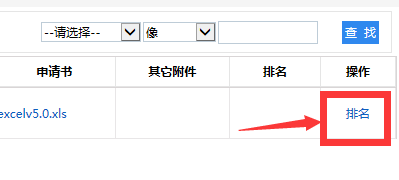 --请选择-- 像 查 找
申请书 其它附件 排名 操作
excelv5.0.xls 排名